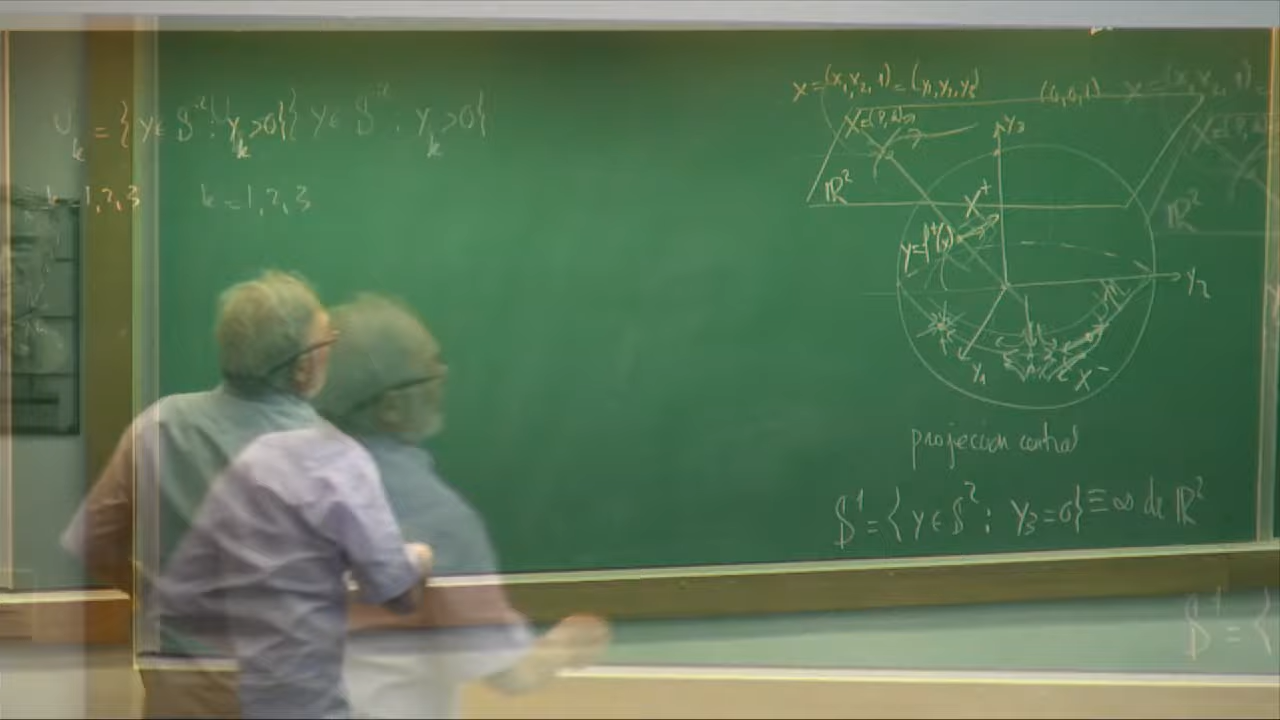 U_k = { y ∈ S² : y_k > 0 }
k = 1, 2, 3
X = (x₁, x₂, 1) = (y₁, y₂, y₃)
(0,0,1)
X = (P, Q)
y₃
ℝ²
X⁺
y = f⁺(x)
y₂
y₁
X⁻
projeccion central
S¹ = { y ∈ S² : y₃ = 0 } ≡ ∞ de ℝ²